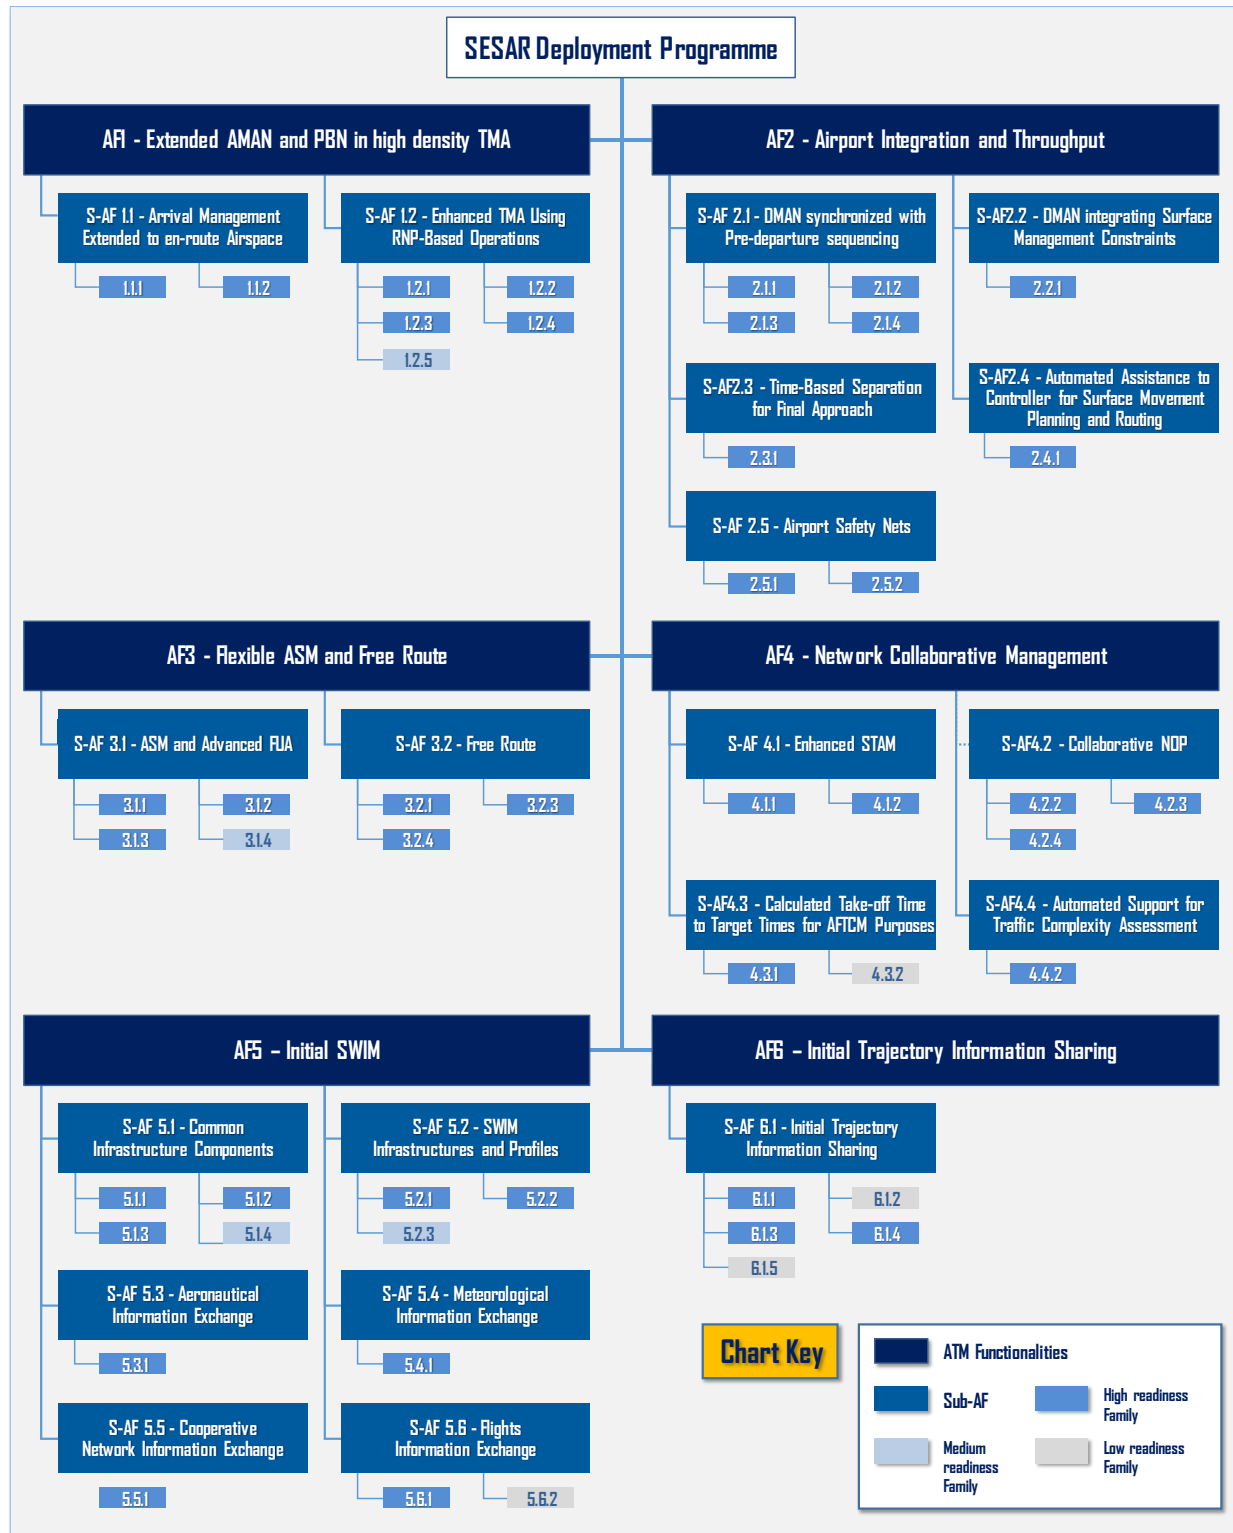 SESAR Deployment Programme
AF1 - Extended AMAN and PBN in high density TMA
S-AF 1.1 - Arrival Management
Extended to en-route Airspace
1.1.1
1.1.2
S-AF 1.2 - Enhanced TMA Using
RNP-Based Operations
1.2.1
1.2.2
1.2.3
1.2.4
1.2.5
AF2 - Airport Integration and Throughput
S-AF 2.1 - DMAN synchronized with
Pre-departure sequencing
2.1.1
2.1.2
2.1.3
2.1.4
S-AF2.2 - DMAN integrating Surface
Management Constraints
2.2.1
S-AF2.3 - Time-Based Separation
for Final Approach
2.3.1
S-AF2.4 - Automated Assistance to
Controller for Surface Movement
Planning and Routing
2.4.1
S-AF 2.5 - Airport Safety Nets
2.5.1
2.5.2
AF3 - Flexible ASM and Free Route
S-AF 3.1 - ASM and Advanced FUA
3.1.1
3.1.2
3.1.3
3.1.4
S-AF 3.2 - Free Route
3.2.1
3.2.3
3.2.4
AF4 - Network Collaborative Management
S-AF 4.1 - Enhanced STAM
4.1.1
4.1.2
S-AF4.2 - Collaborative NOP
4.2.2
4.2.3
4.2.4
S-AF4.3 - Calculated Take-off Time
to Target Times for AFTCM Purposes
4.3.1
4.3.2
S-AF4.4 - Automated Support for
Traffic Complexity Assessment
4.4.2
AF5 – Initial SWIM
S-AF 5.1 - Common
Infrastructure Components
5.1.1
5.1.2
5.1.3
5.1.4
S-AF 5.2 - SWIM
Infrastructures and Profiles
5.2.1
5.2.2
5.2.3
S-AF 5.3 - Aeronautical
Information Exchange
5.3.1
S-AF 5.4 - Meteorological
Information Exchange
5.4.1
S-AF 5.5 - Cooperative
Network Information Exchange
5.5.1
S-AF 5.6 - Flights
Information Exchange
5.6.1
5.6.2
AF6 – Initial Trajectory Information Sharing
S-AF 6.1 - Initial Trajectory
Information Sharing
6.1.1
6.1.2
6.1.3
6.1.4
6.1.5
Chart Key
ATM Functionalities
Sub-AF
High readiness
Family
Medium
readiness
Family
Low readiness
Family